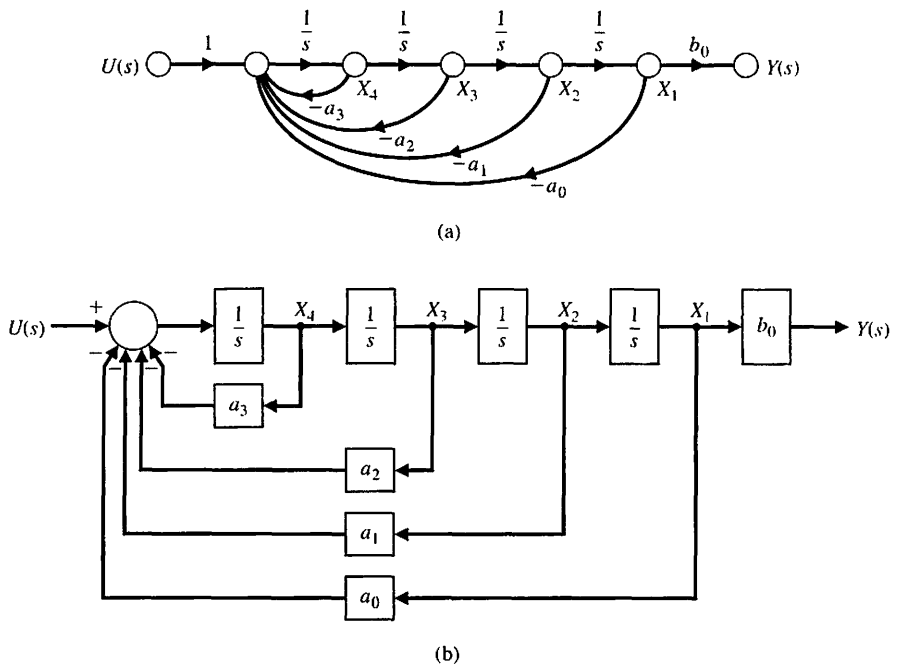 1 1/s 1/s 1/s 1/s b₀
U(s) X₄ X₃ X₂ X₁ Y(s)
−a₃
−a₂
−a₁
−a₀
(a)
X₄ X₃ X₂ X₁
U(s) + 1/s 1/s 1/s 1/s b₀ Y(s)
− − − −
a₃
a₂
a₁
a₀
(b)